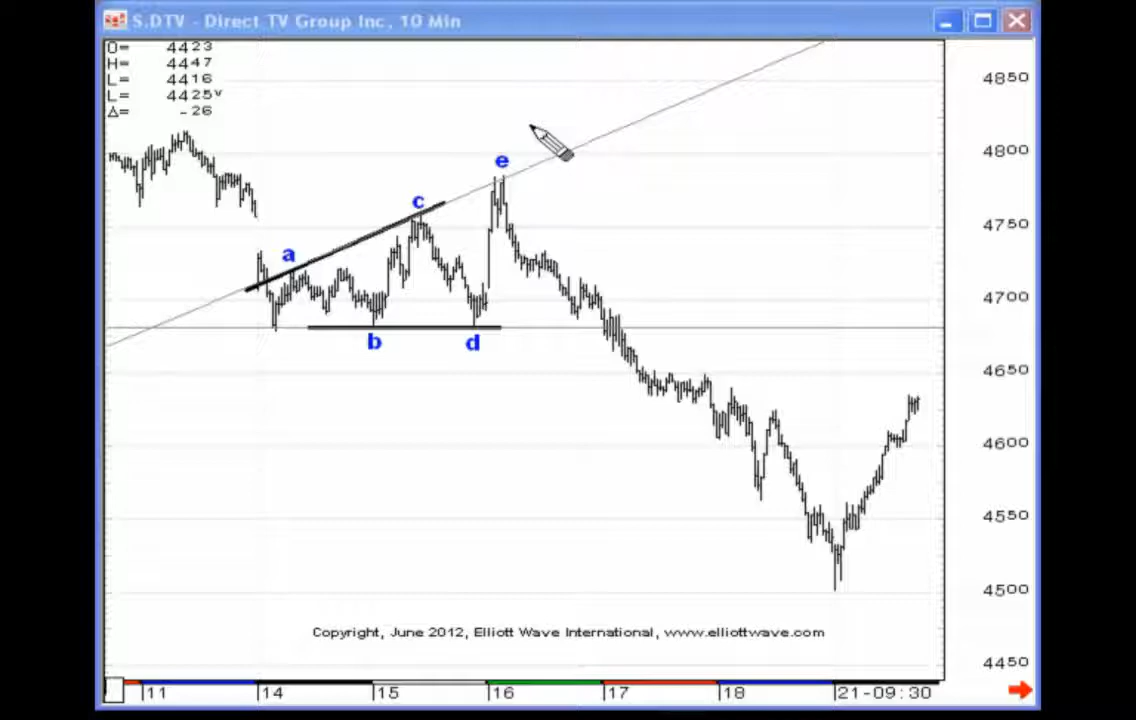 S.DTV - Direct TV Group Inc, 10 Min
O= 4423
H= 4447
L= 4416
L= 4425v
Δ= -26
4850
4800
4750
4700
4650
4600
4550
4500
4450
e
c
a
b
d
Copyright, June 2012, Elliott Wave International, www.elliottwave.com
11 14 15 16 17 18 21-09:30